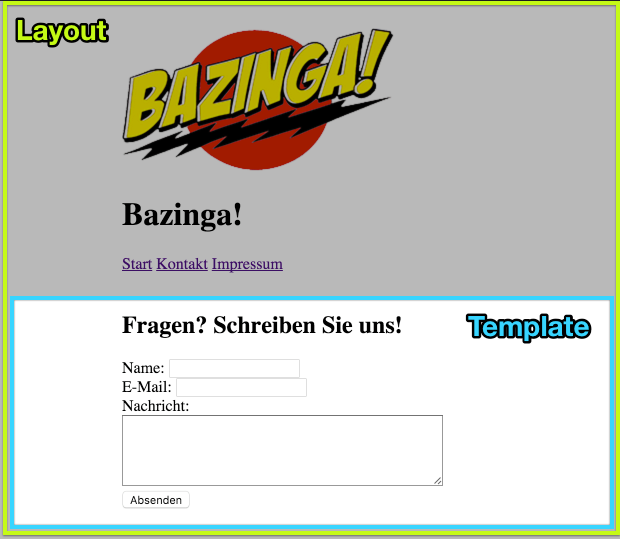 Layout
BAZINGA!
Bazinga!
Start Kontakt Impressum
Fragen? Schreiben Sie uns!
Template
Name:
E-Mail:
Nachricht:
Absenden